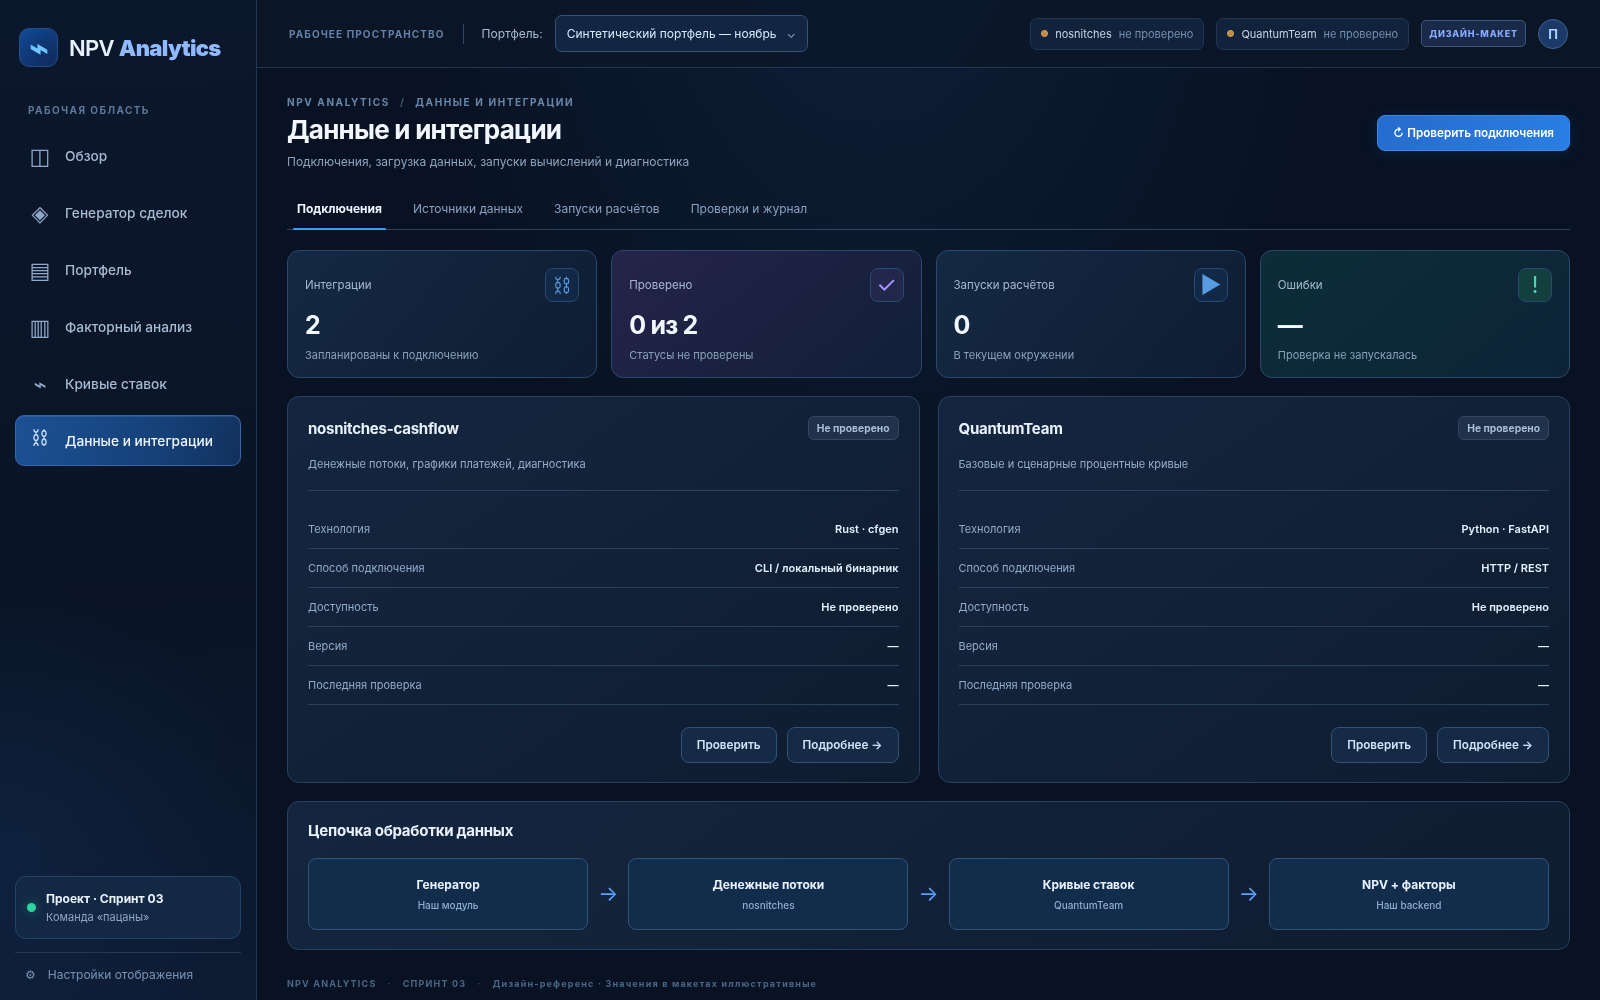 NPV Analytics
РАБОЧАЯ ОБЛАСТЬ
Обзор
Генератор сделок
Портфель
Факторный анализ
Кривые ставок
Данные и интеграции
Проект · Спринт 03
Команда «пацаны»
Настройки отображения
РАБОЧЕЕ ПРОСТРАНСТВО
Портфель:
Синтетический портфель — ноябрь
nosnitches не проверено
QuantumTeam не проверено
ДИЗАЙН-МАКЕТ
П
NPV ANALYTICS / ДАННЫЕ И ИНТЕГРАЦИИ
Данные и интеграции
Подключения, загрузка данных, запуски вычислений и диагностика
↻ Проверить подключения
Подключения
Источники данных
Запуски расчётов
Проверки и журнал
Интеграции
2
Запланированы к подключению
Проверено
0 из 2
Статусы не проверены
Запуски расчётов
0
В текущем окружении
Ошибки
!
—
Проверка не запускалась
nosnitches-cashflow
Не проверено
Денежные потоки, графики платежей, диагностика
Технология Rust · cfgen
Способ подключения CLI / локальный бинарник
Доступность Не проверено
Версия —
Последняя проверка —
Проверить
Подробнее →
QuantumTeam
Не проверено
Базовые и сценарные процентные кривые
Технология Python · FastAPI
Способ подключения HTTP / REST
Доступность Не проверено
Версия —
Последняя проверка —
Проверить
Подробнее →
Цепочка обработки данных
Генератор
Наш модуль
→
Денежные потоки
nosnitches
→
Кривые ставок
QuantumTeam
→
NPV + факторы
Наш backend
NPV ANALYTICS · СПРИНТ 03 · Дизайн-референс · Значения в макетах иллюстративные